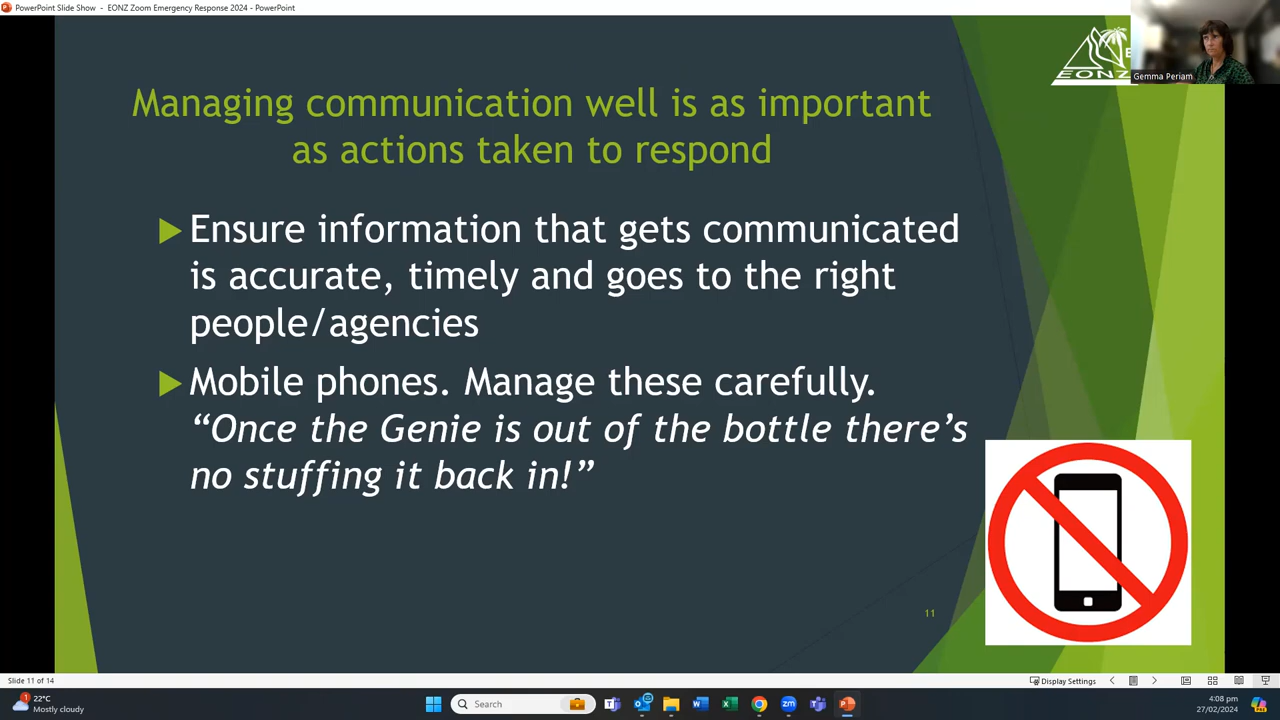 PowerPoint Slide Show - EONZ Zoom Emergency Response 2024 - PowerPoint
EONZ
Gemma Periam
Managing communication well is as important
as actions taken to respond
Ensure information that gets communicated
is accurate, timely and goes to the right
people/agencies
Mobile phones. Manage these carefully.
“Once the Genie is out of the bottle there’s
no stuffing it back in!”
11
Slide 11 of 14
Display Settings
1
22°C
Mostly cloudy
Search
4:08 pm
27/02/2024